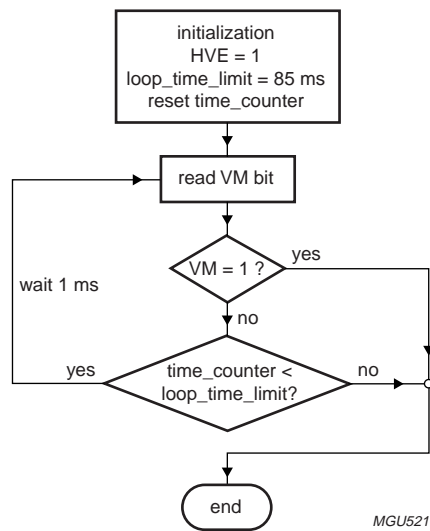 initialization
HVE = 1
loop_time_limit = 85 ms
reset time_counter
read VM bit
VM = 1 ?
yes
wait 1 ms
no
yes
time_counter <
loop_time_limit?
no
end
MGU521